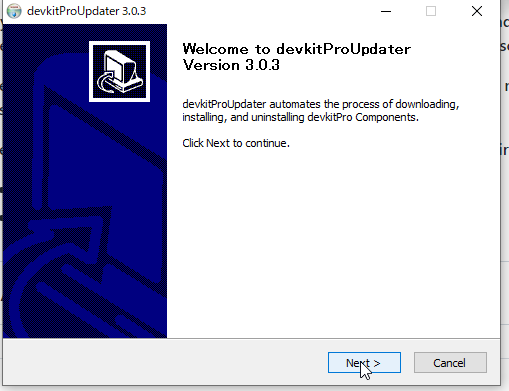 devkitProUpdater 3.0.3
Welcome to devkitProUpdater
Version 3.0.3
devkitProUpdater automates the process of downloading,
installing, and uninstalling devkitPro Components.
Click Next to continue.
Next >
Cancel